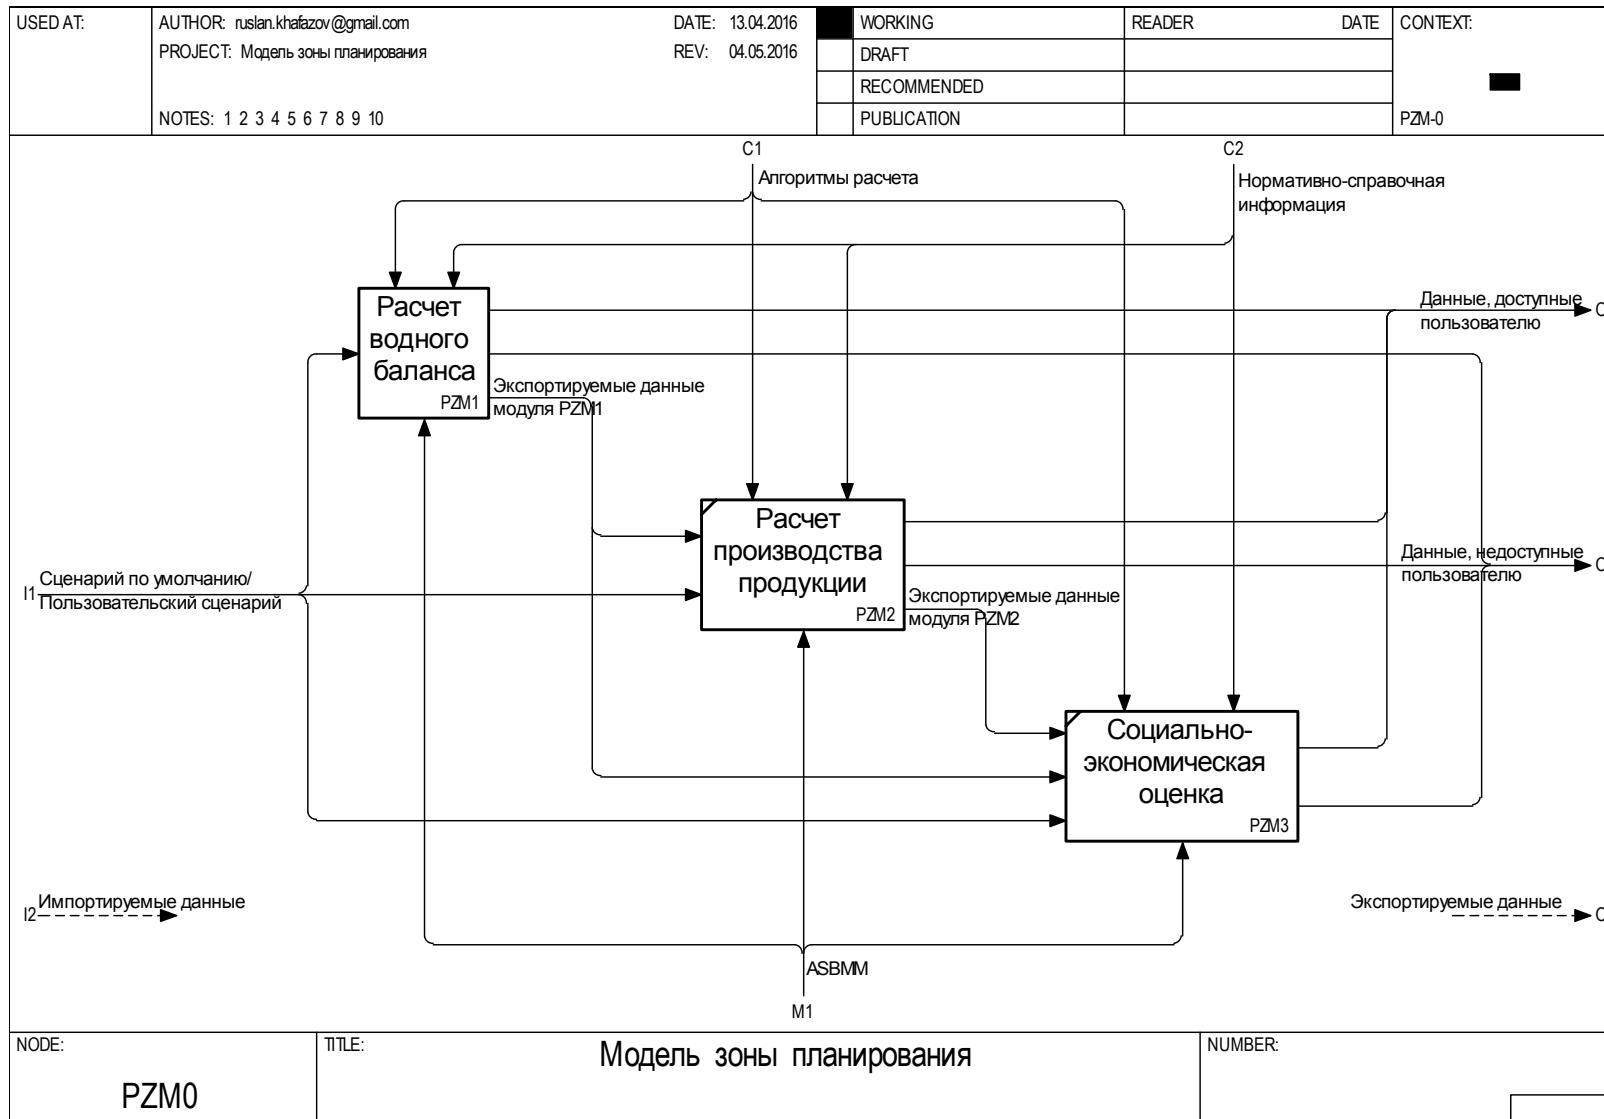 USED AT:
AUTHOR: ruslan.khafazov@gmail.com
DATE: 13.04.2016
WORKING
READER
DATE
CONTEXT:
PROJECT: Модель зоны планирования
REV: 04.05.2016
DRAFT
RECOMMENDED
NOTES: 1 2 3 4 5 6 7 8 9 10
PUBLICATION
PZM-0
C1
C2
Алгоритмы расчета
Нормативно-справочная
информация
Расчет
водного
баланса
PZM1
Данные, доступные
пользователю
O
Экспортируемые данные
модуля PZM1
Расчет
производства
продукции
PZM2
Данные, недоступные
пользователю
O
I1
Сценарий по умолчанию/
Пользовательский сценарий
Экспортируемые данные
модуля PZM2
Социально-
экономическая
оценка
PZM3
I2
Импортируемые данные
Экспортируемые данные
O
ASBMM
M1
NODE:
TITLE:
Модель зоны планирования
NUMBER:
PZM0